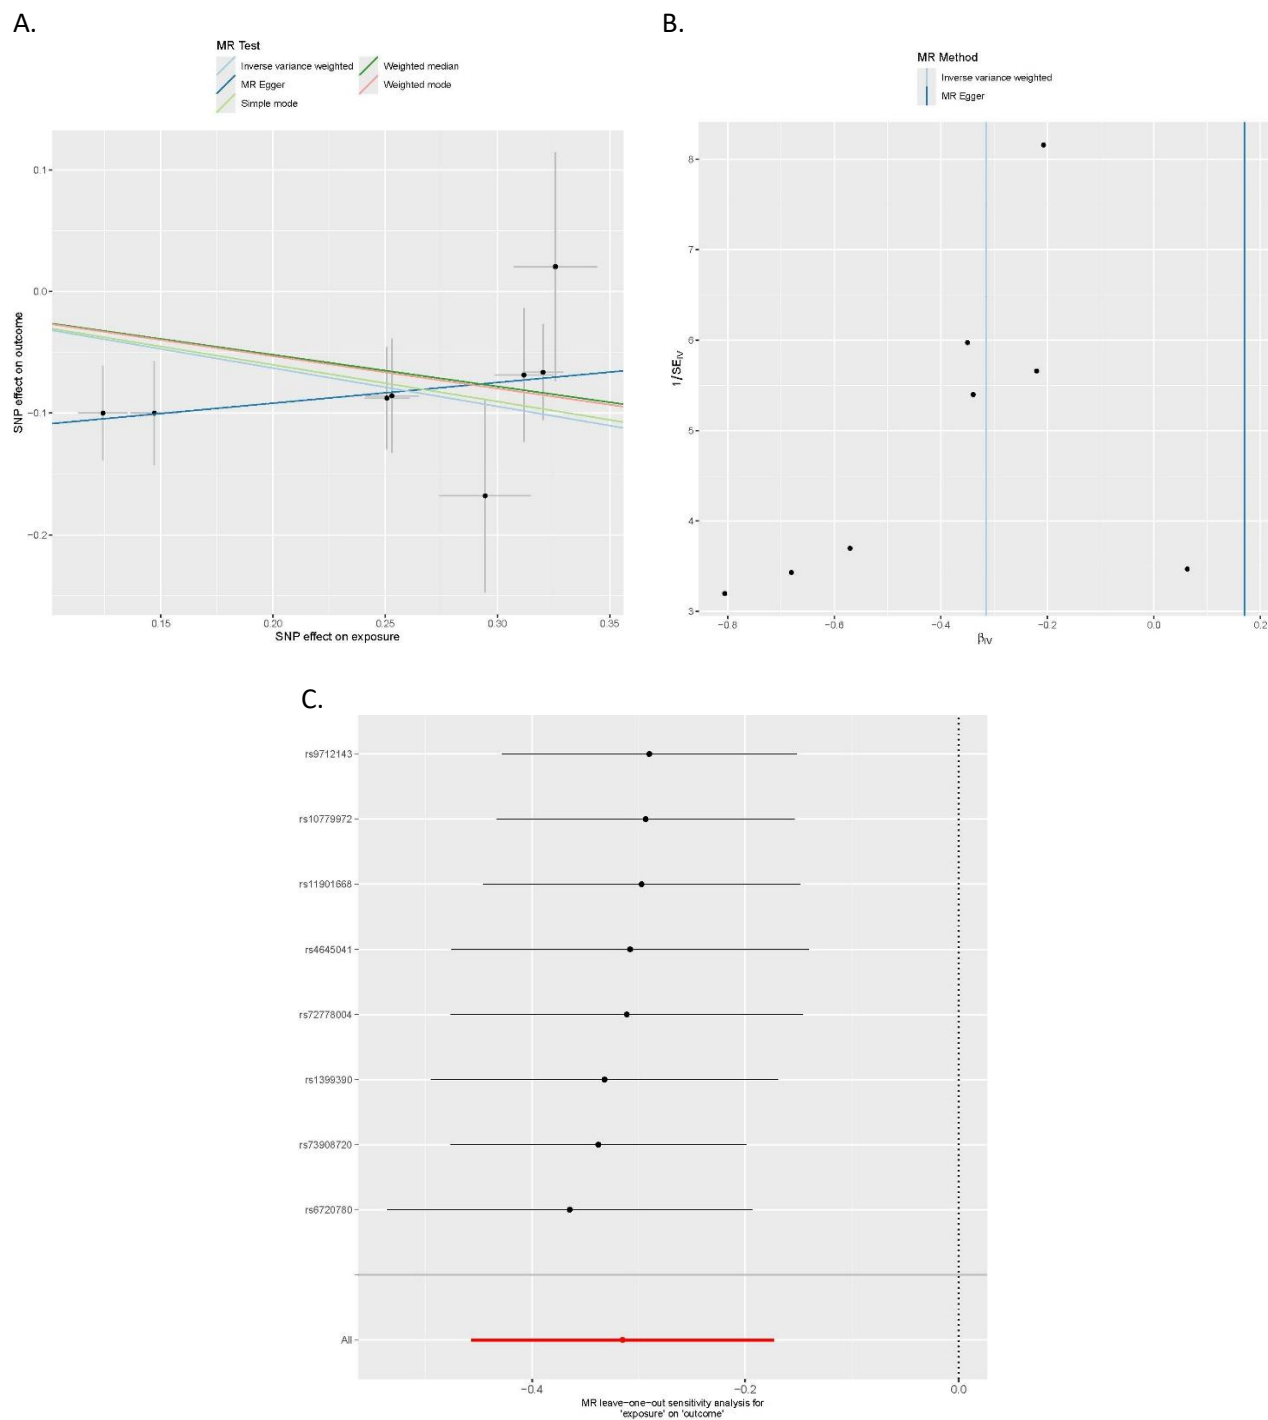 A.
MR Test
Inverse variance weighted
MR Egger
Simple mode
Weighted median
Weighted mode
0.1
0.0
−0.1
−0.2
SNP effect on outcome
0.15
0.20
0.25
0.30
0.35
SNP effect on exposure
B.
MR Method
Inverse variance weighted
MR Egger
8
7
6
5
4
3
1/SE_IV
−0.8
−0.6
−0.4
−0.2
0.0
0.2
β_IV
C.
rs9712143
rs10779972
rs11901668
rs4645041
rs72778004
rs1399390
rs73908720
rs6720780
All
−0.4
−0.2
0.0
MR leave−one−out sensitivity analysis for
'exposure' on 'outcome'